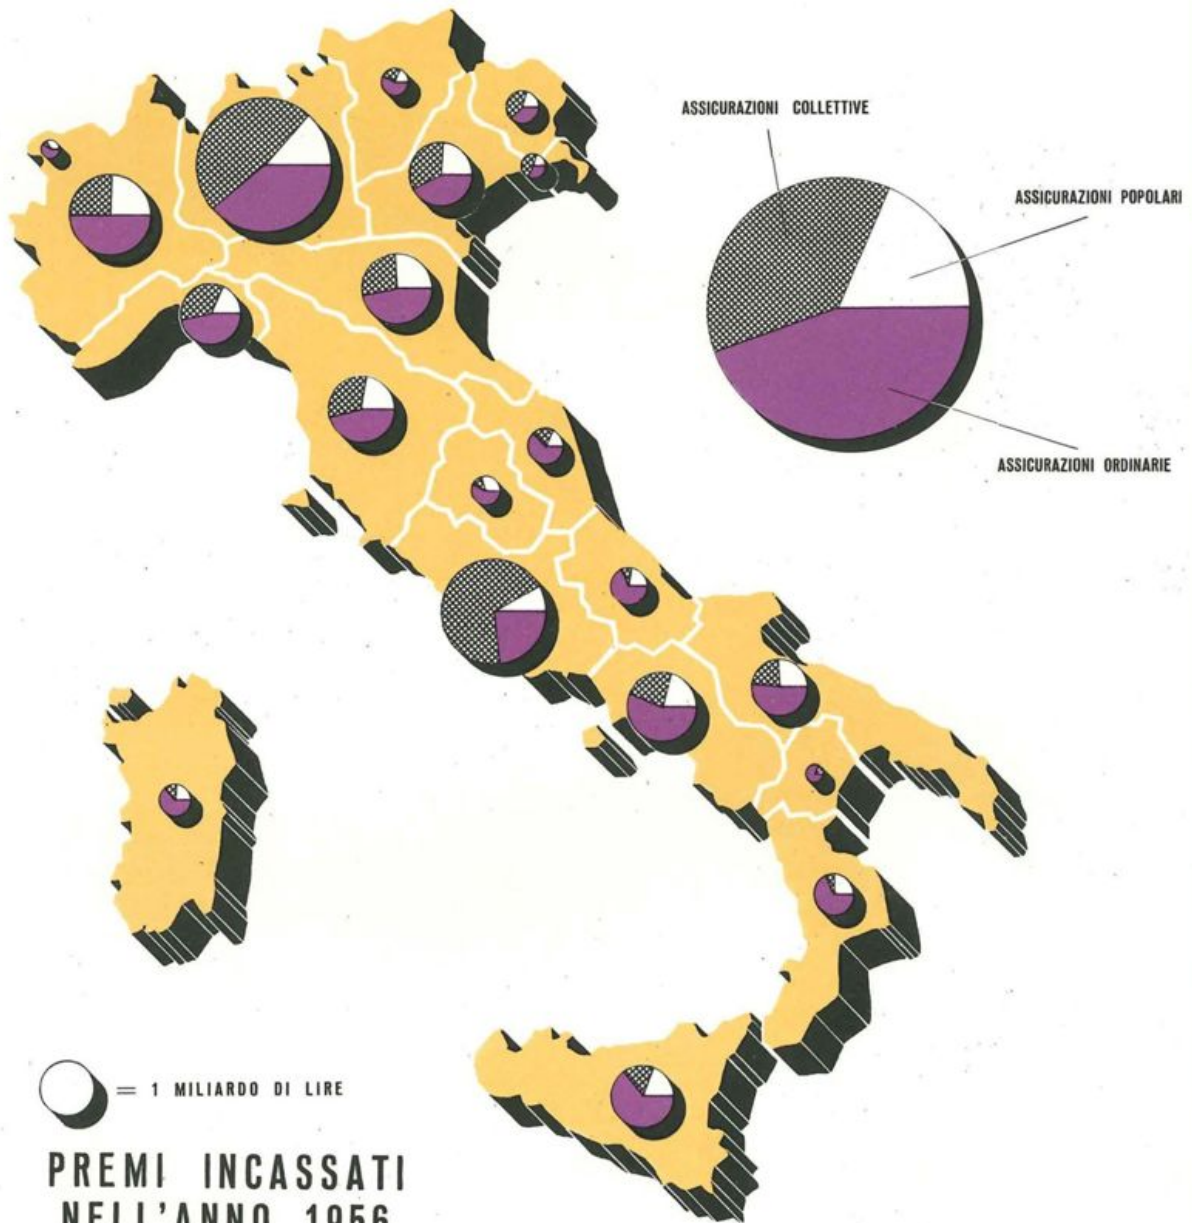 ASSICURAZIONI COLLETTIVE
ASSICURAZIONI POPOLARI
ASSICURAZIONI ORDINARIE
= 1 MILIARDO DI LIRE
PREMI INCASSATI
NELL'ANNO 1956